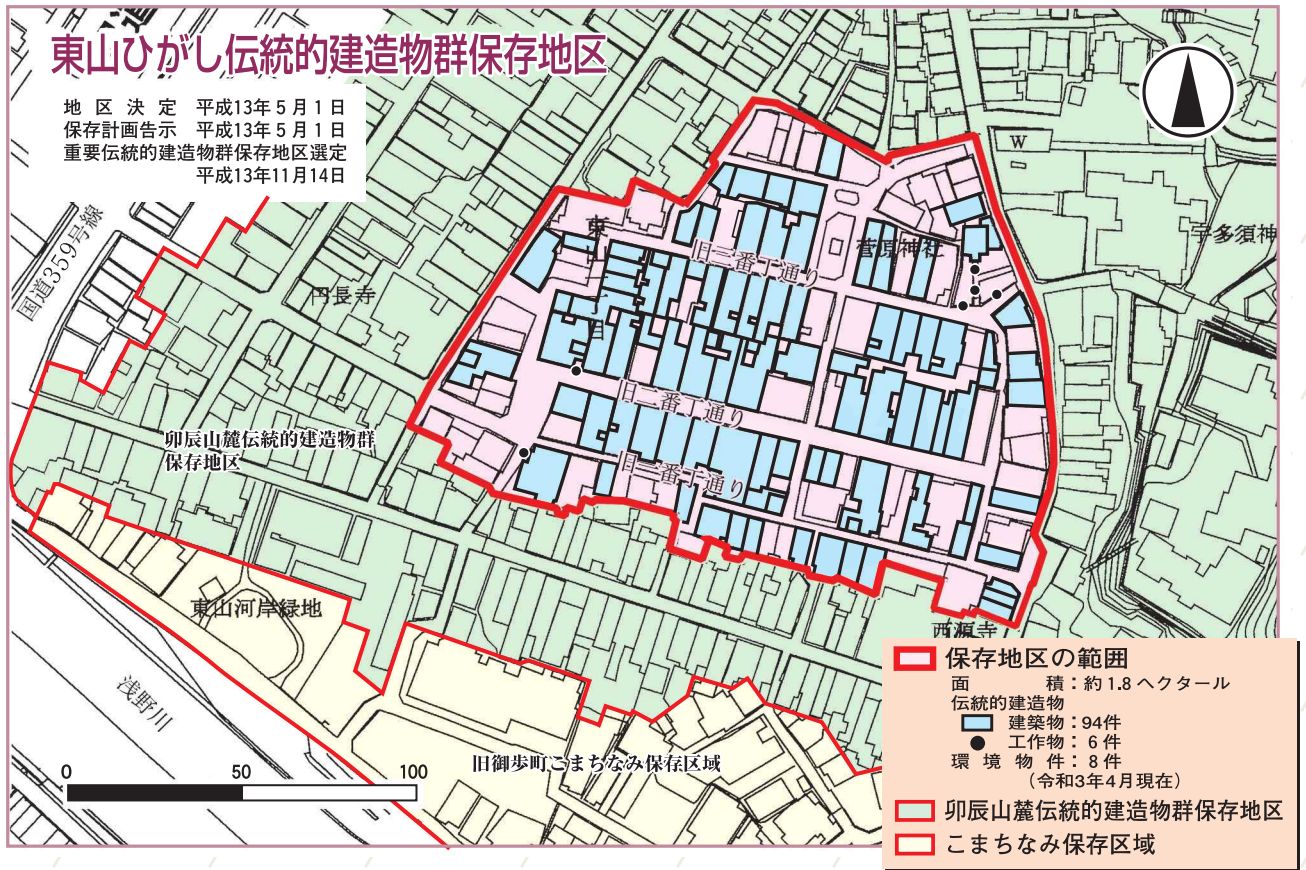 東山ひがし伝統的建造物群保存地区
地区決定 平成13年5月1日
保存計画告示 平成13年5月1日
重要伝統的建造物群保存地区選定
平成13年11月14日
国道359号線
円長寺
東山一丁目
旧三番丁通り
菅原神社
W
宇多須神
旧二番丁通り
旧一番丁通り
卯辰山麓伝統的建造物群
保存地区
東山河岸緑地
浅野川
西源寺
旧御歩町こまちなみ保存区域
0 50 100
保存地区の範囲
面積：約1.8ヘクタール
伝統的建造物
建築物：94件
工作物：6件
環境物件：8件
（令和3年4月現在）
卯辰山麓伝統的建造物群保存地区
こまちなみ保存区域